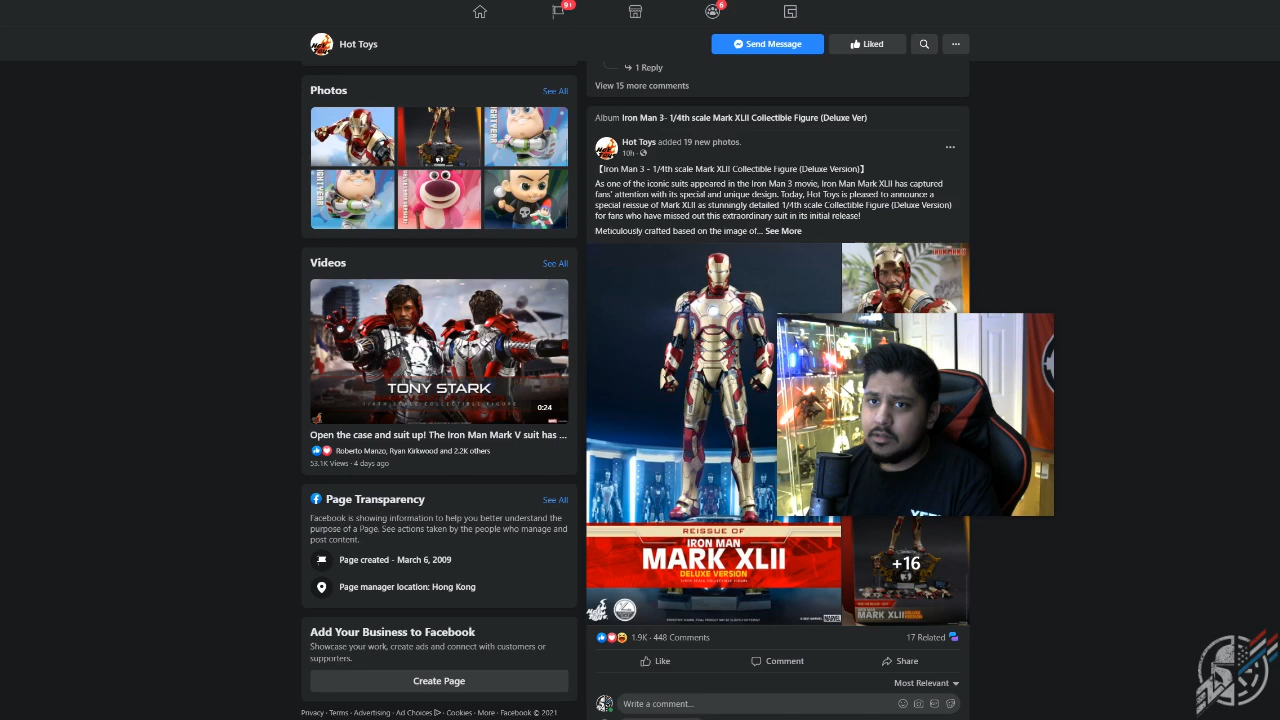 9+
6
Hot Toys
Send Message
Liked
Photos
See All
Videos
See All
TONY STARK
0:24
Open the case and suit up! The Iron Man Mark V suit has ...
Roberto Manzo, Ryan Kirkwood and 2.2K others
53.1K Views · 4 days ago
Page Transparency
See All
Facebook is showing information to help you better understand the
purpose of a Page. See actions taken by the people who manage and
post content.
Page created - March 6, 2009
Page manager location: Hong Kong
Add Your Business to Facebook
Showcase your work, create ads and connect with customers or
supporters.
Create Page
Privacy · Terms · Advertising · Ad Choices · Cookies · More · Facebook © 2021
1 Reply
View 15 more comments
Album Iron Man 3- 1/4th scale Mark XLII Collectible Figure (Deluxe Ver)
Hot Toys added 19 new photos.
10h ·
【Iron Man 3 - 1/4th scale Mark XLII Collectible Figure (Deluxe Version)】
As one of the iconic suits appeared in the Iron Man 3 movie, Iron Man Mark XLII has captured
fans' attention with its special and unique design. Today, Hot Toys is pleased to announce a
special reissue of Mark XLII as stunningly detailed 1/4th scale Collectible Figure (Deluxe Version)
for fans who have missed out this extraordinary suit in its initial release!
Meticulously crafted based on the image of... See More
REISSUE OF
IRON MAN
MARK XLII
DELUXE VERSION
MARVEL
+16
MARK XLII
1.9K · 448 Comments
17 Related
Like
Comment
Share
Most Relevant
Write a comment...